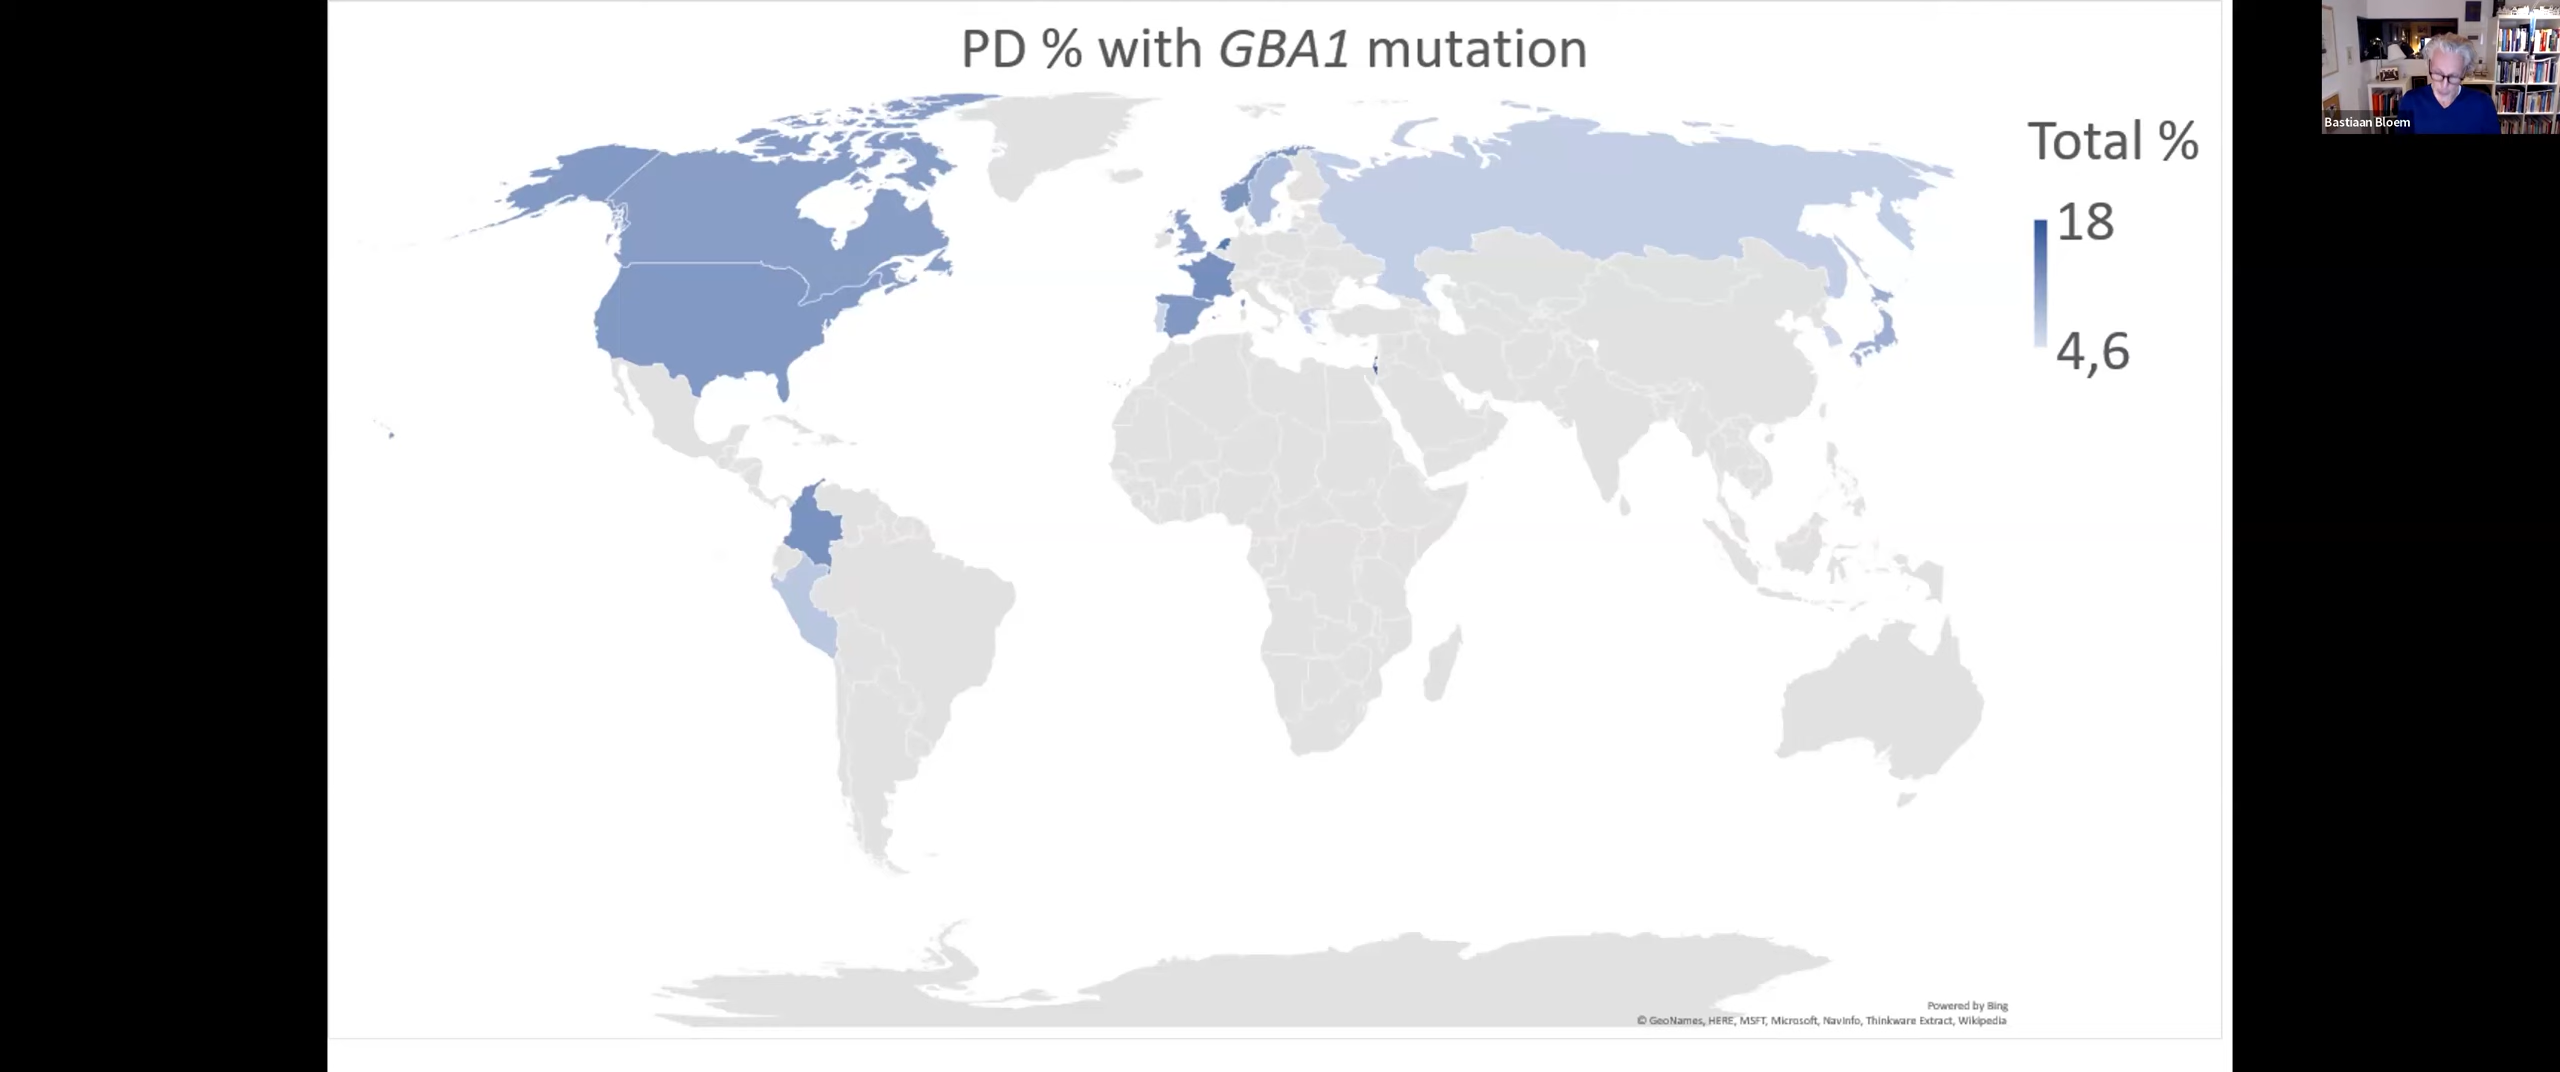 PD % with GBA1 mutation
Total %
18
4,6
Bastiaan Bloem
Powered by Bing
© GeoNames, HERE, MSFT, Microsoft, NavInfo, Thinkware Extract, Wikipedia